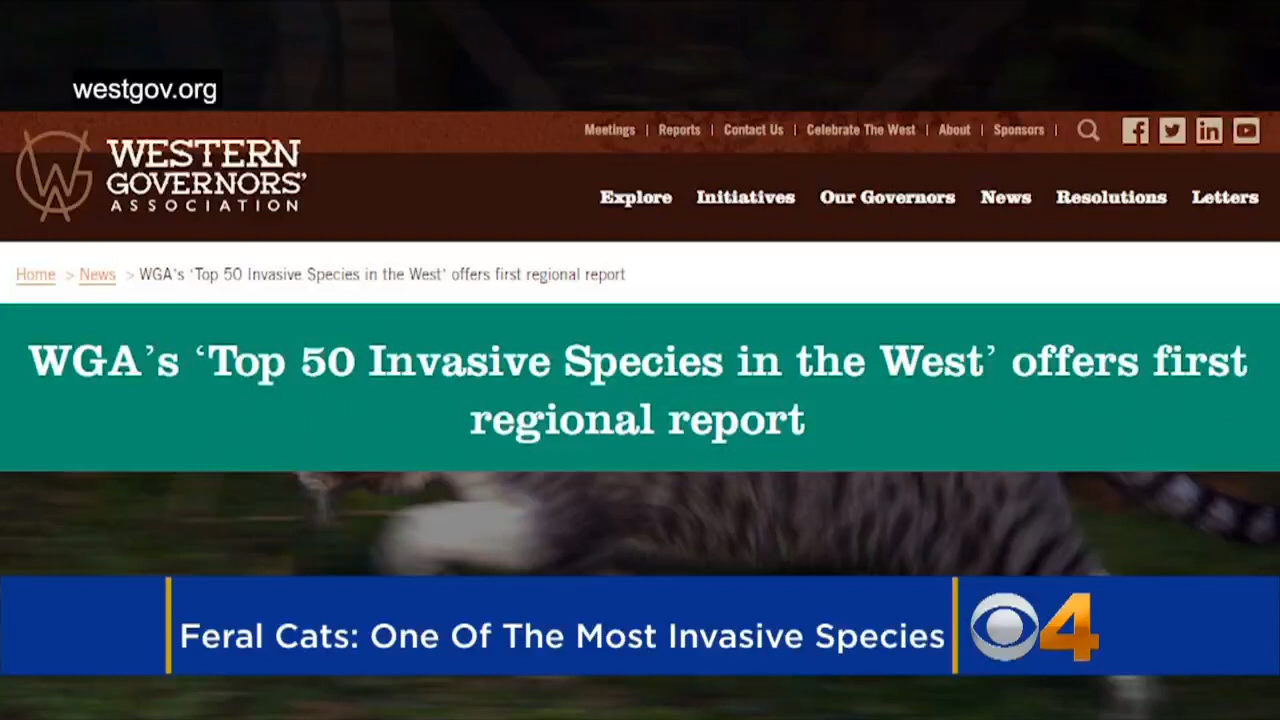 westgov.org
Meetings | Reports | Contact Us | Celebrate The West | About | Sponsors |
WESTERN
GOVERNORS'
ASSOCIATION
Explore Initiatives Our Governors News Resolutions Letters
Home > News > WGA's 'Top 50 Invasive Species in the West' offers first regional report
WGA's 'Top 50 Invasive Species in the West' offers first
regional report
Feral Cats: One Of The Most Invasive Species
4